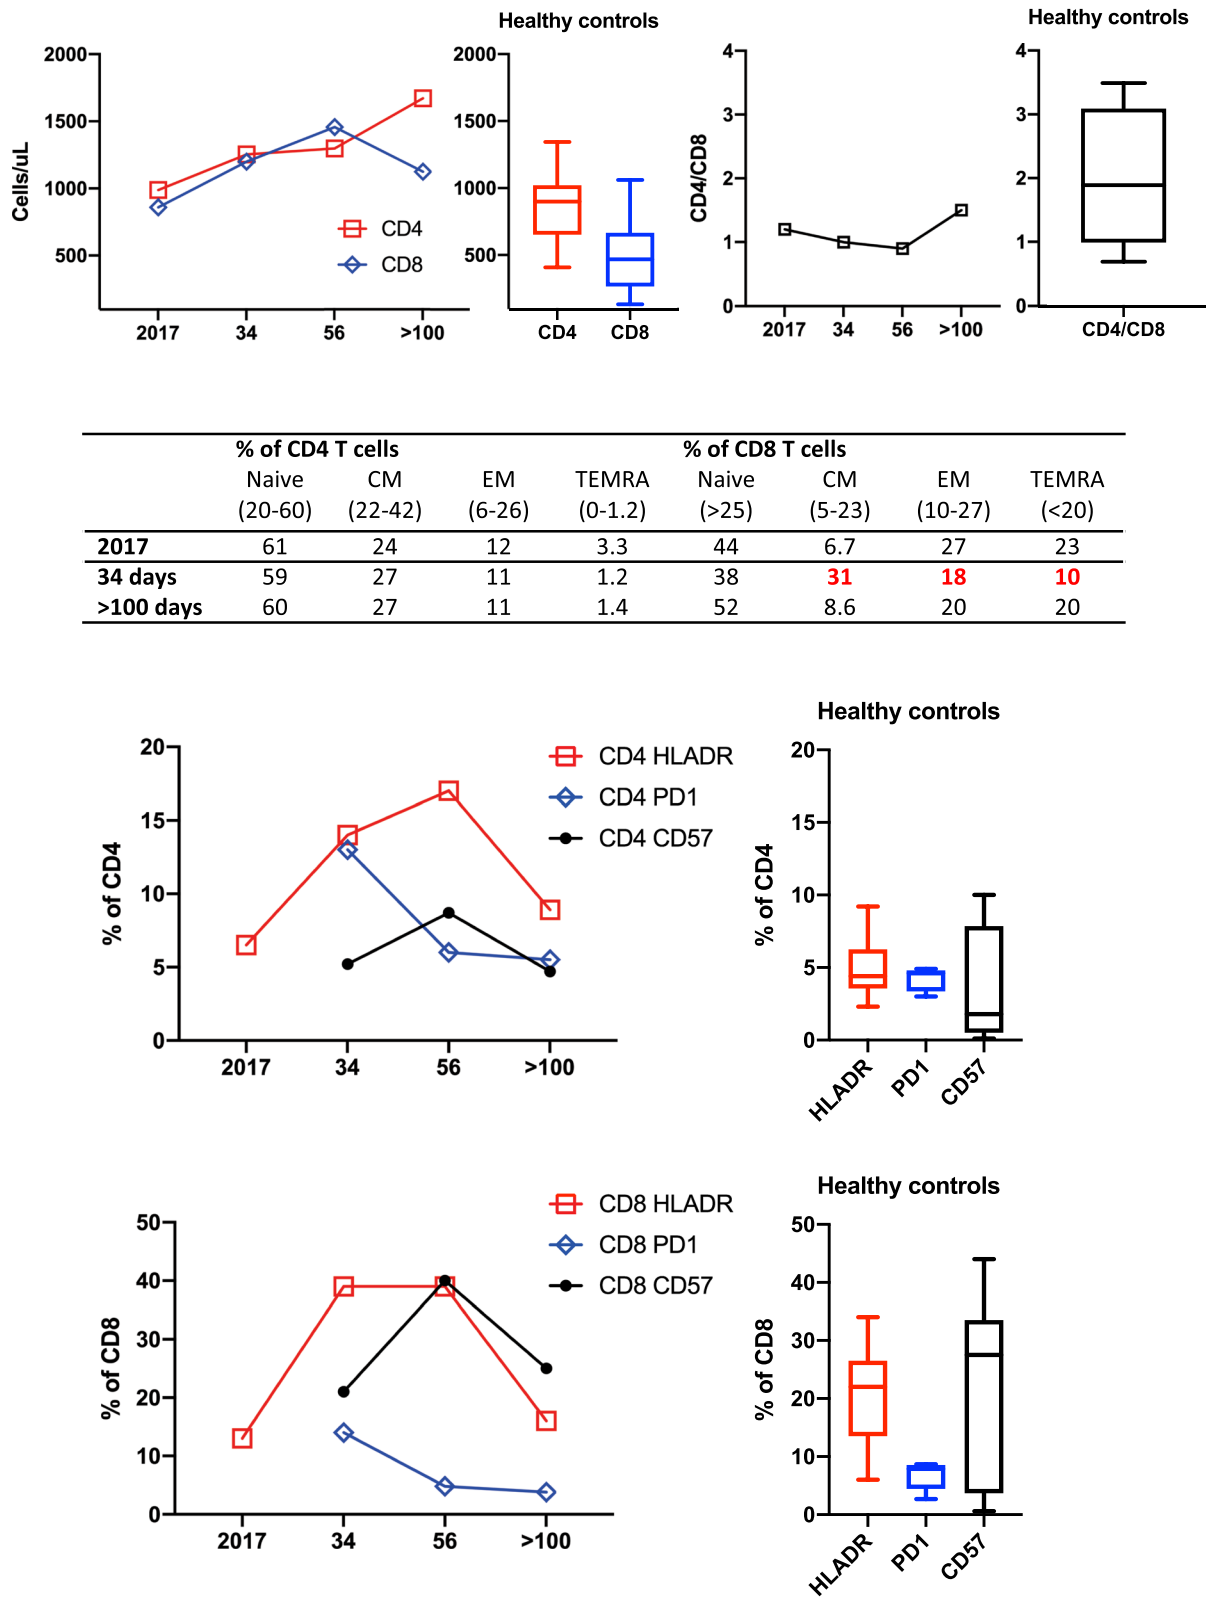 Healthy controls
Healthy controls
2000
1500
1000
500
Cells/uL
CD4
CD8
2017 34 56 >100
2000
1500
1000
500
CD4 CD8
4
3
2
1
0
CD4/CD8
2017 34 56 >100
4
3
2
1
0
CD4/CD8
% of CD4 T cells % of CD8 T cells
Naive CM EM TEMRA Naive CM EM TEMRA
(20-60) (22-42) (6-26) (0-1.2) (>25) (5-23) (10-27) (<20)
2017 61 24 12 3.3 44 6.7 27 23
34 days 59 27 11 1.2 38 31 18 10
>100 days 60 27 11 1.4 52 8.6 20 20
20
15
10
5
0
% of CD4
CD4 HLADR
CD4 PD1
CD4 CD57
2017 34 56 >100
Healthy controls
20
15
10
5
0
% of CD4
HLADR PD1 CD57
50
40
30
20
10
0
% of CD8
CD8 HLADR
CD8 PD1
CD8 CD57
2017 34 56 >100
Healthy controls
50
40
30
20
10
0
% of CD8
HLADR PD1 CD57